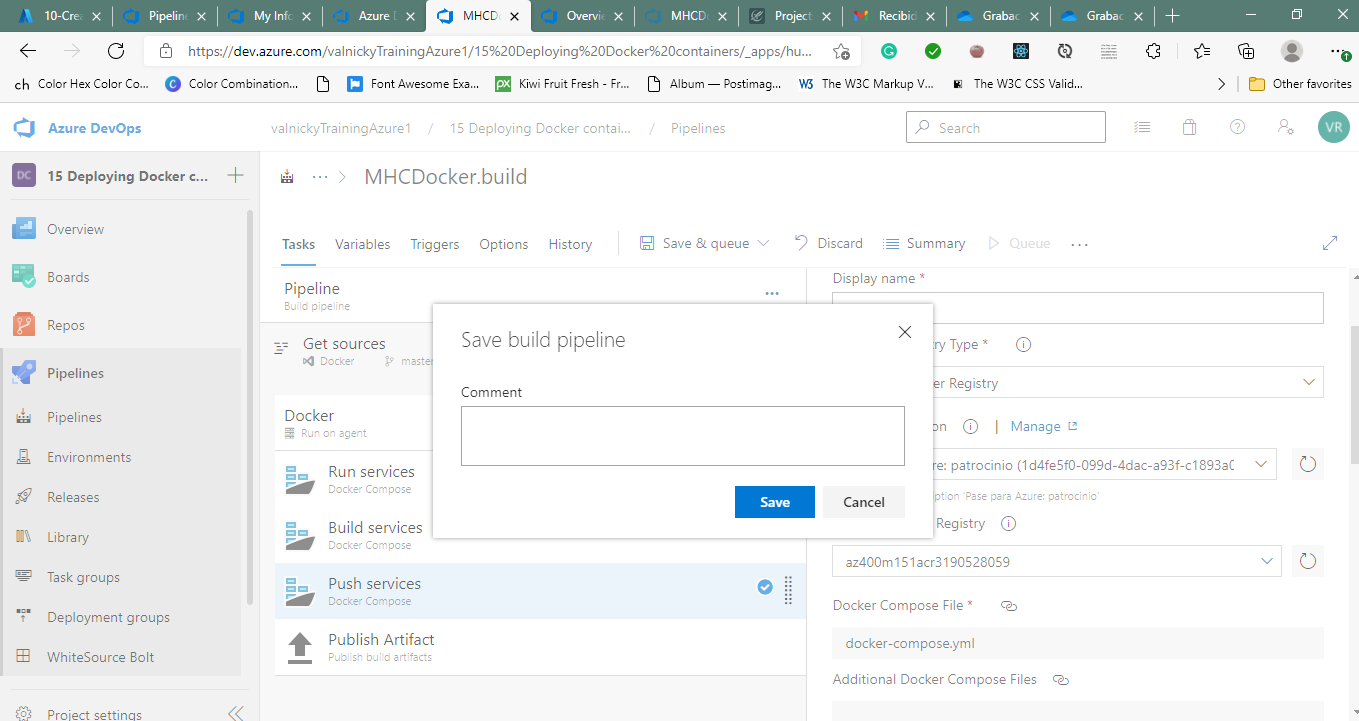 10-Crea
Pipeline
My Info
Azure D
MHCDo
Overvie
MHCD
Project
Recibid
Grabac
Grabac
https://dev.azure.com/valnickyTrainingAzure1/15%20Deploying%20Docker%20containers/_apps/hu...
ch Color Hex Color Co...
Color Combination...
Font Awesome Exa...
Kiwi Fruit Fresh - Fr...
Album — Postimag...
The W3C Markup V...
The W3C CSS Valid...
Other favorites
Azure DevOps
valnickyTrainingAzure1 / 15 Deploying Docker contai... / Pipelines
Search
VR
DC 15 Deploying Docker c...
MHCDocker.build
Overview
Boards
Repos
Pipelines
Pipelines
Environments
Releases
Library
Task groups
Deployment groups
WhiteSource Bolt
Project settings
Tasks Variables Triggers Options History
Save & queue
Discard
Summary
Queue
Pipeline
Build pipeline
Get sources
Docker master
Docker
Run on agent
Run services
Docker Compose
Build services
Docker Compose
Push services
Docker Compose
Publish Artifact
Publish build artifacts
Save build pipeline
Comment
Save
Cancel
Display name *
ry Type *
er Registry
on | Manage
re: patrocinio (1d4fe5f0-099d-4dac-a93f-c1893a0
ption 'Pase para Azure: patrocinio'
Registry
az400m151acr3190528059
Docker Compose File *
docker-compose.yml
Additional Docker Compose Files